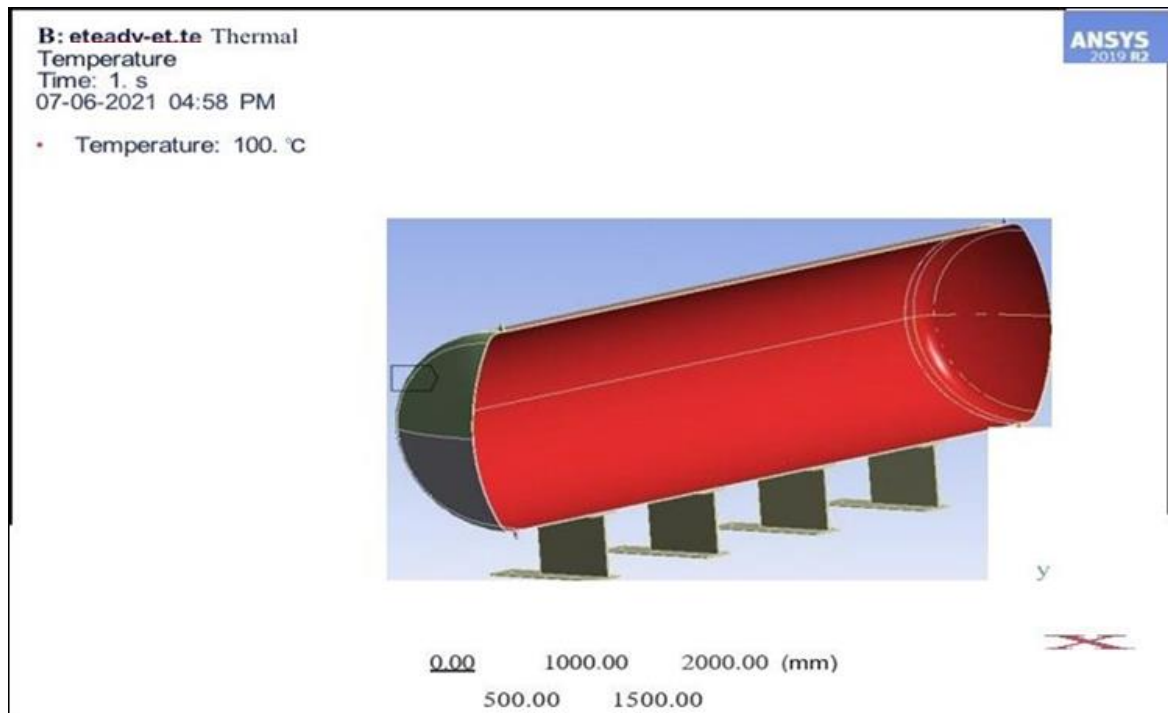 B: eteadv-et.te Thermal
Temperature
Time: 1. s
07-06-2021 04:58 PM
Temperature: 100. °C
ANSYS
2019 R2
y
X
0.00 1000.00 2000.00 (mm)
500.00 1500.00